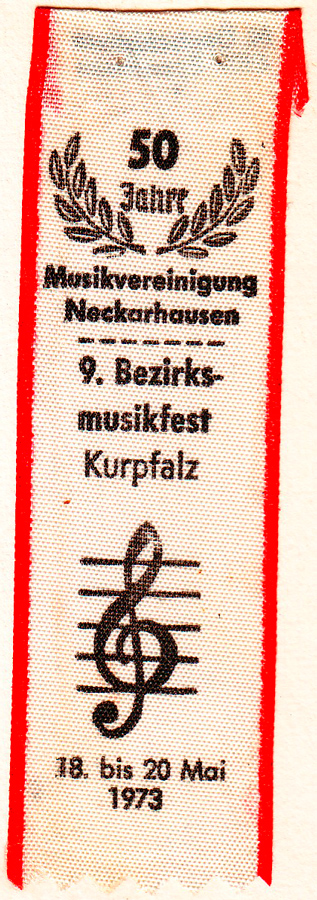 50
Jahre
Musikvereinigung
Neckarhausen
9. Bezirks-
musikfest
Kurpfalz
18. bis 20 Mai
1973